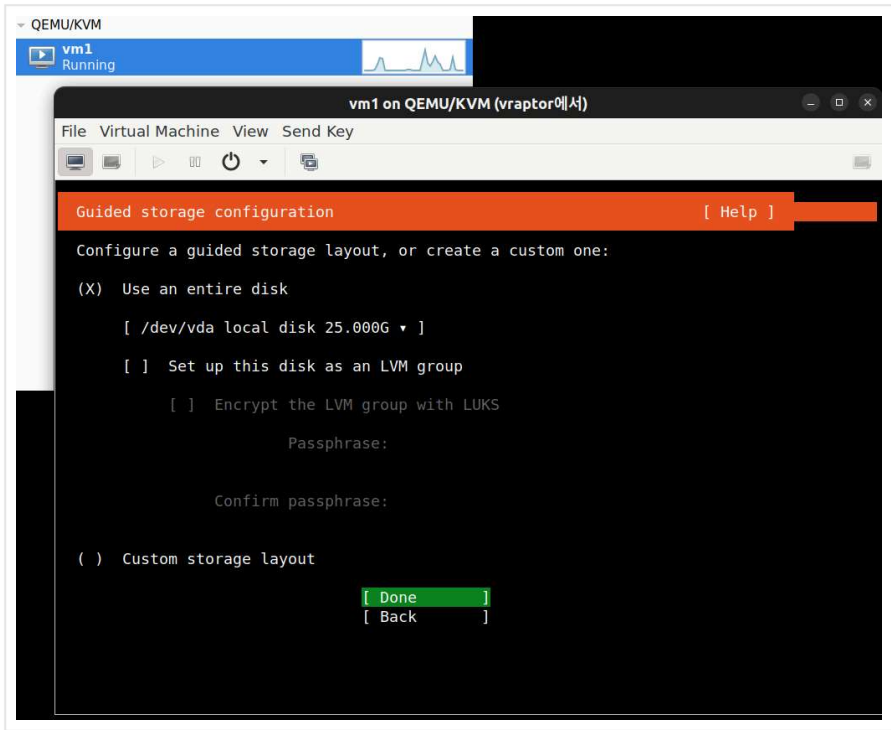 QEMU/KVM
vm1
Running
vm1 on QEMU/KVM (vraptor에서)
File Virtual Machine View Send Key
Guided storage configuration [ Help ]
Configure a guided storage layout, or create a custom one:
(X) Use an entire disk
[ /dev/vda local disk 25.000G ▾ ]
[ ] Set up this disk as an LVM group
[ ] Encrypt the LVM group with LUKS
Passphrase:
Confirm passphrase:
( ) Custom storage layout
[ Done ]
[ Back ]